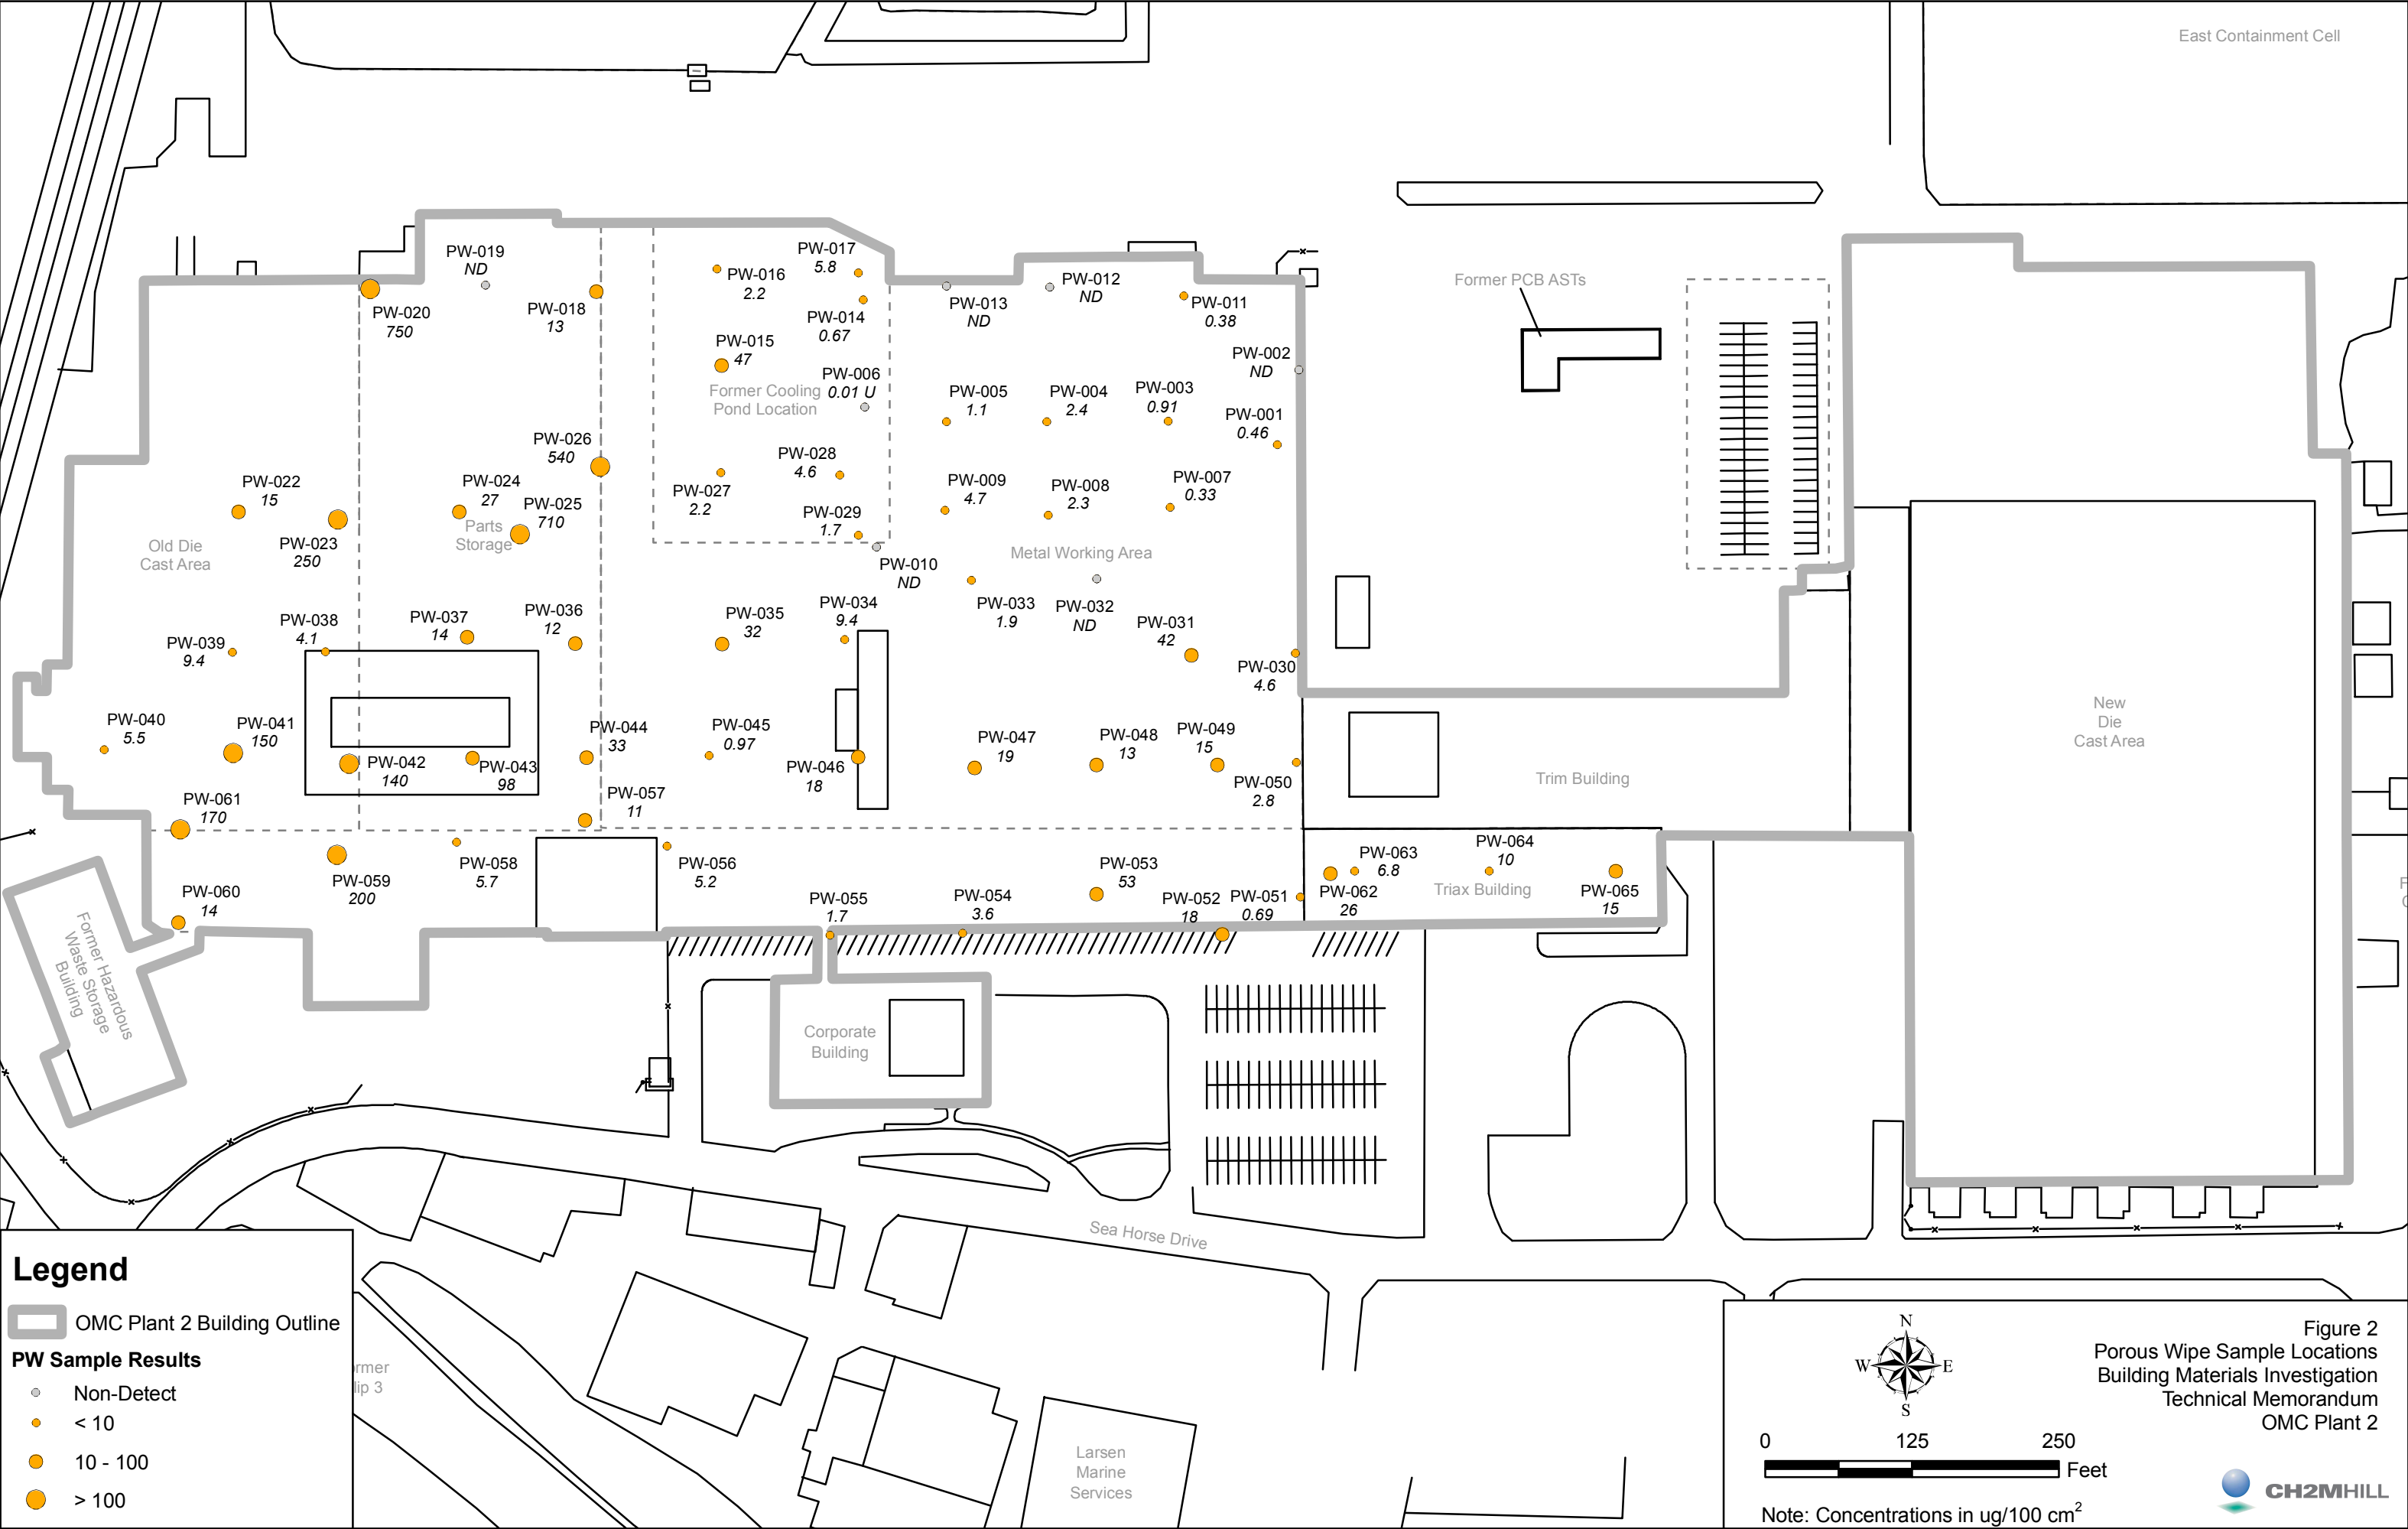 East Containment Cell
PW-019
ND
PW-017
5.8
PW-016
2.2
PW-012
ND
PW-013
ND
PW-011
0.38
Former PCB ASTs
PW-020
750
PW-018
13
PW-014
0.67
PW-015
47
PW-002
ND
PW-006
0.01 U
Former Cooling
Pond Location
PW-005
1.1
PW-004
2.4
PW-003
0.91
PW-001
0.46
PW-026
540
PW-028
4.6
PW-022
15
PW-024
27
PW-025
710
PW-027
2.2
PW-009
4.7
PW-008
2.3
PW-007
0.33
PW-029
1.7
Parts
Storage
PW-023
250
Old Die
Cast Area
Metal Working Area
PW-010
ND
PW-038
4.1
PW-037
14
PW-036
12
PW-035
32
PW-034
9.4
PW-033
1.9
PW-032
ND
PW-031
42
PW-039
9.4
PW-030
4.6
PW-040
5.5
PW-041
150
PW-044
33
PW-045
0.97
PW-047
19
PW-048
13
PW-049
15
New
Die
Cast Area
PW-042
140
PW-043
98
PW-046
18
PW-050
2.8
Trim Building
PW-061
170
PW-057
11
PW-058
5.7
PW-056
5.2
PW-053
53
PW-063
6.8
PW-064
10
PW-059
200
PW-060
14
PW-055
1.7
PW-054
3.6
PW-052
18
PW-051
0.69
PW-062
26
Triax Building
PW-065
15
Former Hazardous
Waste Storage
Building
Corporate
Building
Sea Horse Drive
Legend
OMC Plant 2 Building Outline
PW Sample Results
Non-Detect
< 10
10 - 100
> 100
rmer
lip 3
Larsen
Marine
Services
N
W
E
S
Figure 2
Porous Wipe Sample Locations
Building Materials Investigation
Technical Memorandum
OMC Plant 2
0 125 250
Feet
CH2MHILL
Note: Concentrations in ug/100 cm²